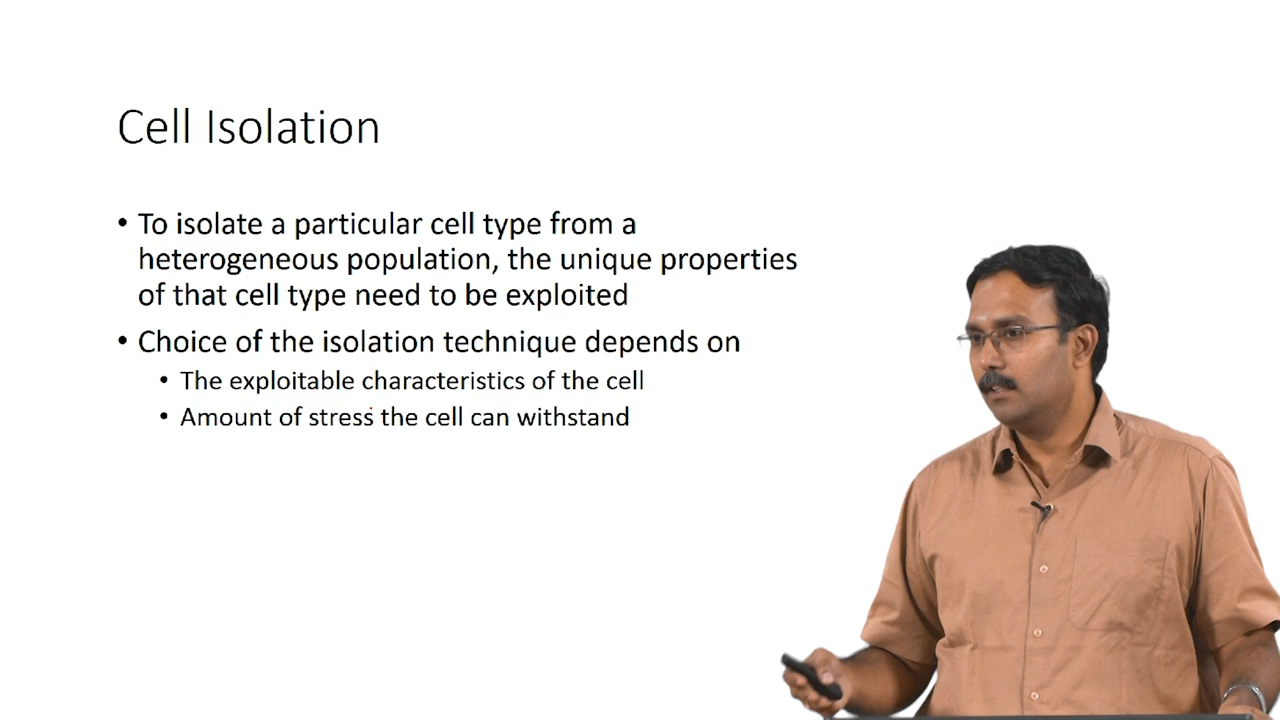 Cell Isolation
• To isolate a particular cell type from a
heterogeneous population, the unique properties
of that cell type need to be exploited
• Choice of the isolation technique depends on
• The exploitable characteristics of the cell
• Amount of stress the cell can withstand